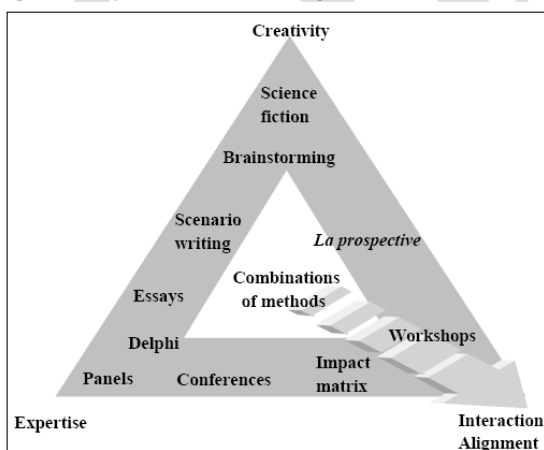 Creativity
Science
fiction
Brainstorming
Scenario
writing
La prospective
Combinations
of methods
Essays
Workshops
Delphi
Impact
matrix
Panels
Conferences
Expertise
Interaction
Alignment